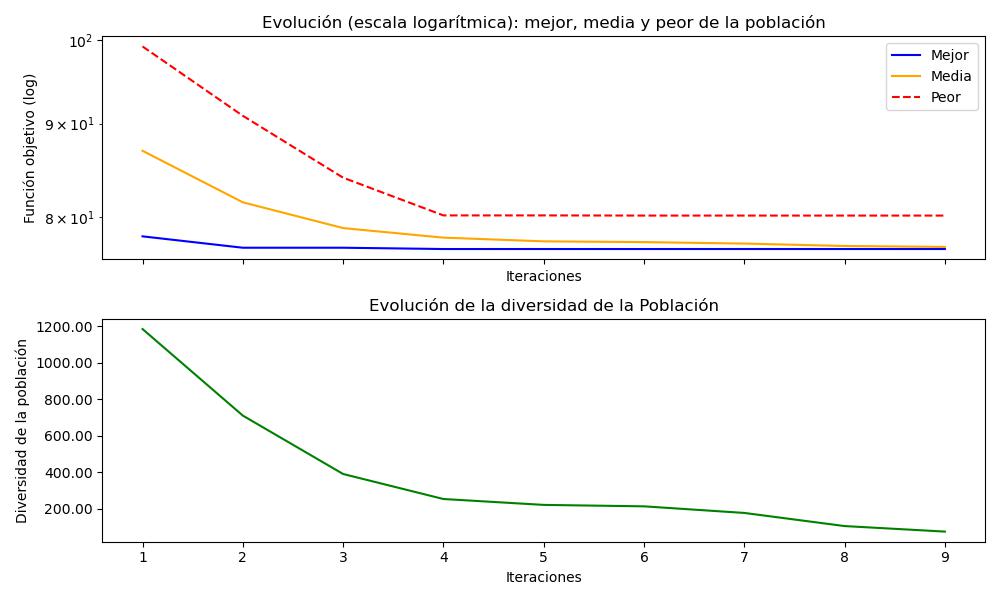 Evolución (escala logarítmica): mejor, media y peor de la población
Función objetivo (log)
10²
9 × 10¹
8 × 10¹
Mejor
Media
Peor
Iteraciones
Evolución de la diversidad de la Población
Diversidad de la población
1200.00
1000.00
800.00
600.00
400.00
200.00
1 2 3 4 5 6 7 8 9
Iteraciones